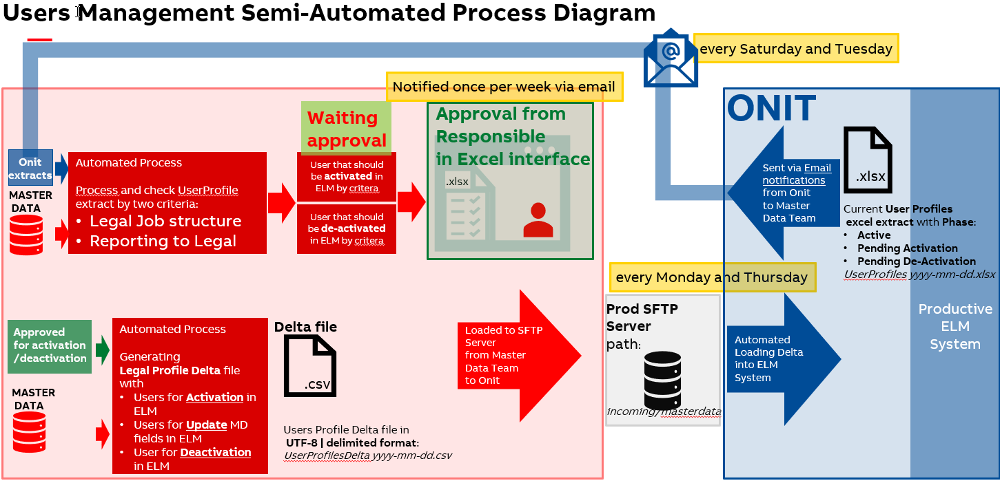 Users Management Semi-Automated Process Diagram
every Saturday and Tuesday
Notified once per week via email
Waiting
approval
Approval from
Responsible
in Excel interface
.xlsx
Onit
extracts
MASTER
DATA
Automated Process
Process and check UserProfile
extract by two criteria:
• Legal Job structure
• Reporting to Legal
User that should
be activated in
ELM by critera
User that should
be de-activated
in ELM by critera
ONIT
Sent via Email
notifications
from Onit
to Master
Data Team
.xlsx
Current User Profiles
excel extract with Phase:
• Active
• Pending Activation
• Pending De-Activation
UserProfiles yyyy-mm-dd.xlsx
every Monday and Thursday
Approved
for activation
/deactivation
MASTER
DATA
Automated Process
Generating
Legal Profile Delta file
with
• Users for Activation in
ELM
• Users for Update MD
fields in ELM
• User for Deactivation
in ELM
Delta file
.csv
Users Profile Delta file in
UTF-8 | delimited format:
UserProfilesDelta yyyy-mm-dd.csv
Loaded to SFTP
Server
from Master
Data Team
to Onit
Prod SFTP
Server
path:
incoming/masterdata
Automated
Loading Delta
into ELM
System
Productive
ELM
System